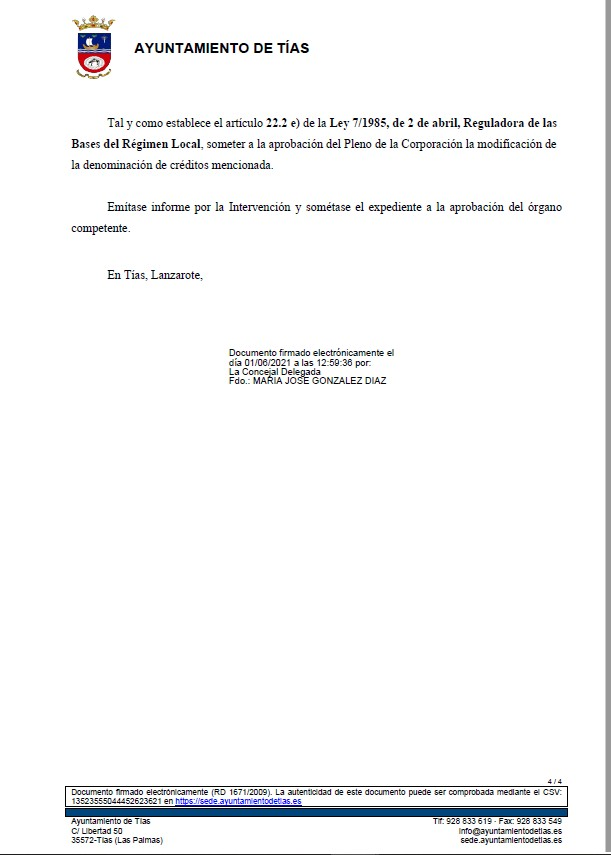 AYUNTAMIENTO DE TÍAS
Tal y como establece el artículo 22.2 e) de la Ley 7/1985, de 2 de abril, Reguladora de las
Bases del Régimen Local, someter a la aprobación del Pleno de la Corporación la modificación de
la denominación de créditos mencionada.
Emítase informe por la Intervención y sométase el expediente a la aprobación del órgano
competente.
En Tías, Lanzarote,
Documento firmado electrónicamente el
día 01/06/2021 a las 12:59:36 por:
La Concejal Delegada
Fdo.: MARIA JOSE GONZALEZ DIAZ
4 / 4
Documento firmado electrónicamente (RD 1671/2009). La autenticidad de este documento puede ser comprobada mediante el CSV:
13523555044452623621 en https://sede.ayuntamientodetias.es
Ayuntamiento de Tías
Tlf: 928 833 619 - Fax: 928 833 549
C/ Libertad 50
info@ayuntamientodetias.es
35572-Tías (Las Palmas)
sede.ayuntamientodetias.es